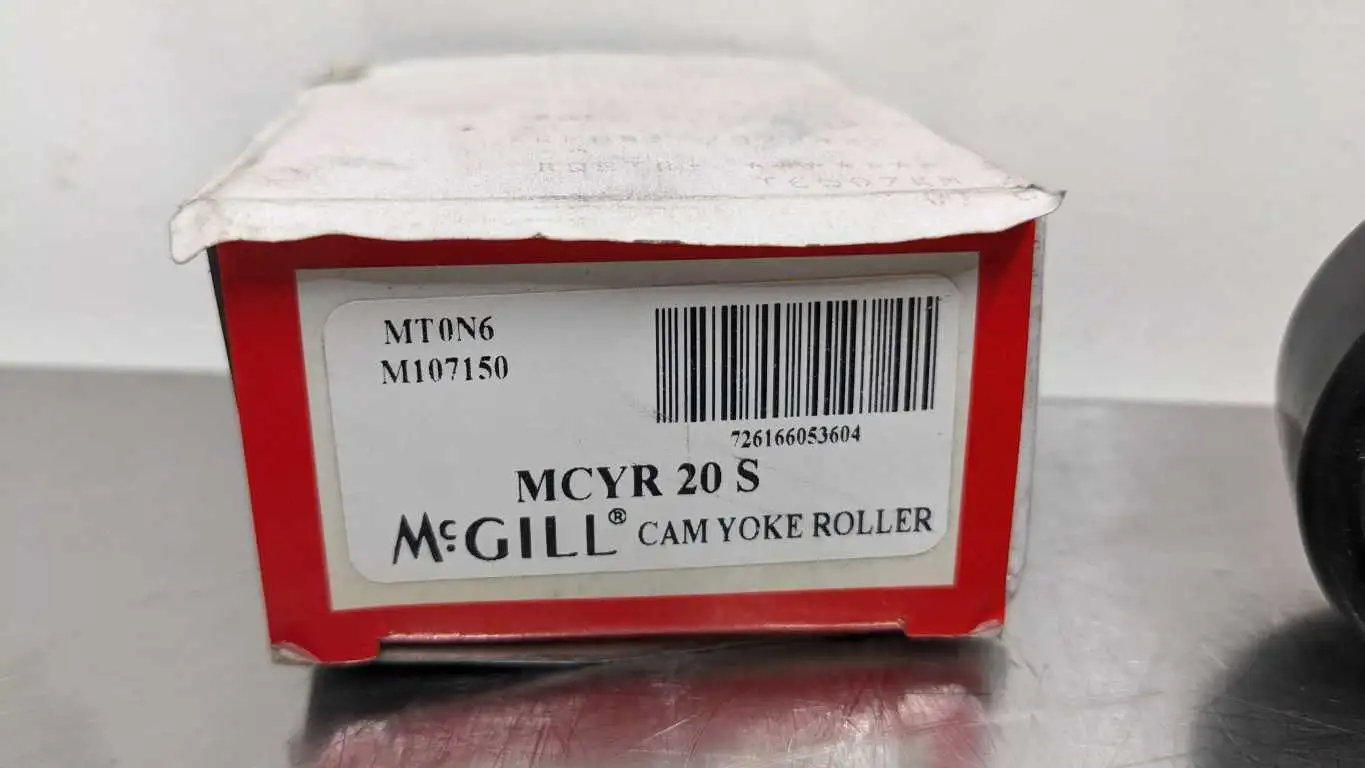 MT0N6
M107150
726166053604
MCYR 20 S
McGILL® CAM YOKE ROLLER